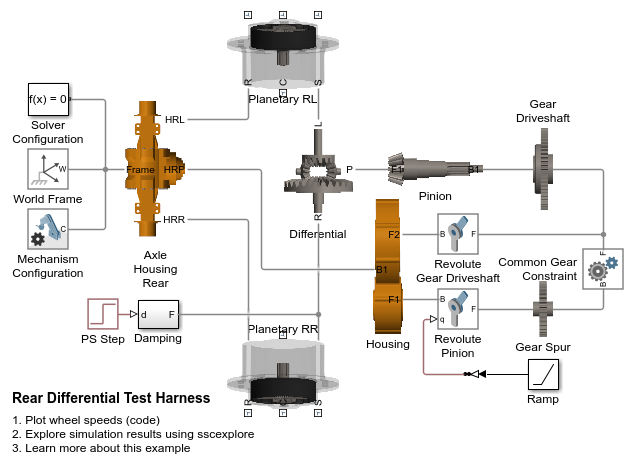 R C S
Planetary RL
f(x) = 0
Solver
Configuration
W
World Frame
C
Mechanism
Configuration
HRL
Frame
HRP
HRR
Axle
Housing
Rear
L
P
R
Differential
F1
B1
Pinion
Gear
Driveshaft
F2
B1
F1
Housing
B F
Revolute
Gear Driveshaft
Common Gear
Constraint
F
B
B F
q
Revolute
Pinion
Gear Spur
PS Step
d F
Damping
Planetary RR
R C S
Ramp
Rear Differential Test Harness
1. Plot wheel speeds (code)
2. Explore simulation results using sscexplore
3. Learn more about this example